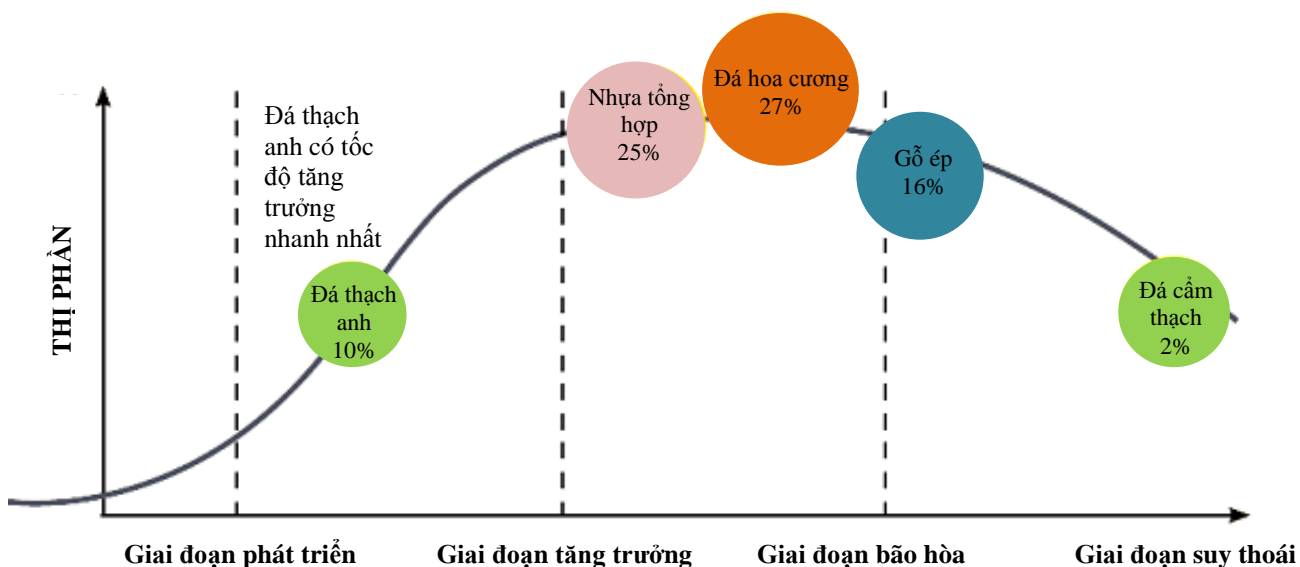 Đá thạch
anh có tốc
độ tăng
trưởng
nhanh nhất
Nhựa tổng
hợp
25%
Đá hoa cương
27%
Gỗ ép
16%
Đá thạch
anh
10%
Đá cẩm
thạch
2%
THỊ PHẦN
Giai đoạn phát triển
Giai đoạn tăng trưởng
Giai đoạn bão hòa
Giai đoạn suy thoái